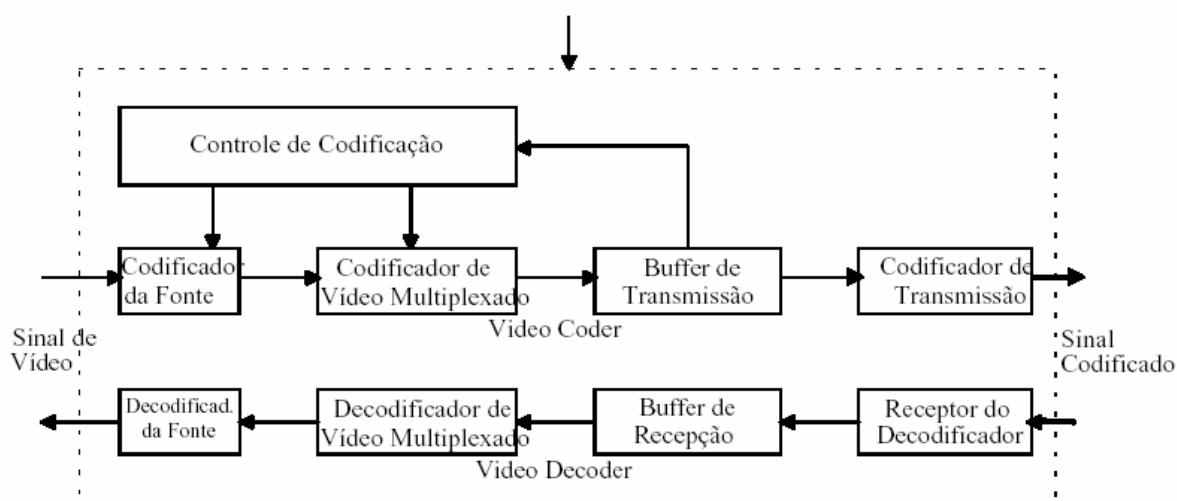 Controle de Codificação
Codificador
da Fonte
Codificador de
Vídeo Multiplexado
Buffer de
Transmissão
Codificador de
Transmissão
Video Coder
Sinal de
Vídeo
Sinal
Codificado
Decodificad.
da Fonte
Decodificador de
Vídeo Multiplexado
Buffer de
Recepção
Receptor do
Decodificador
Video Decoder